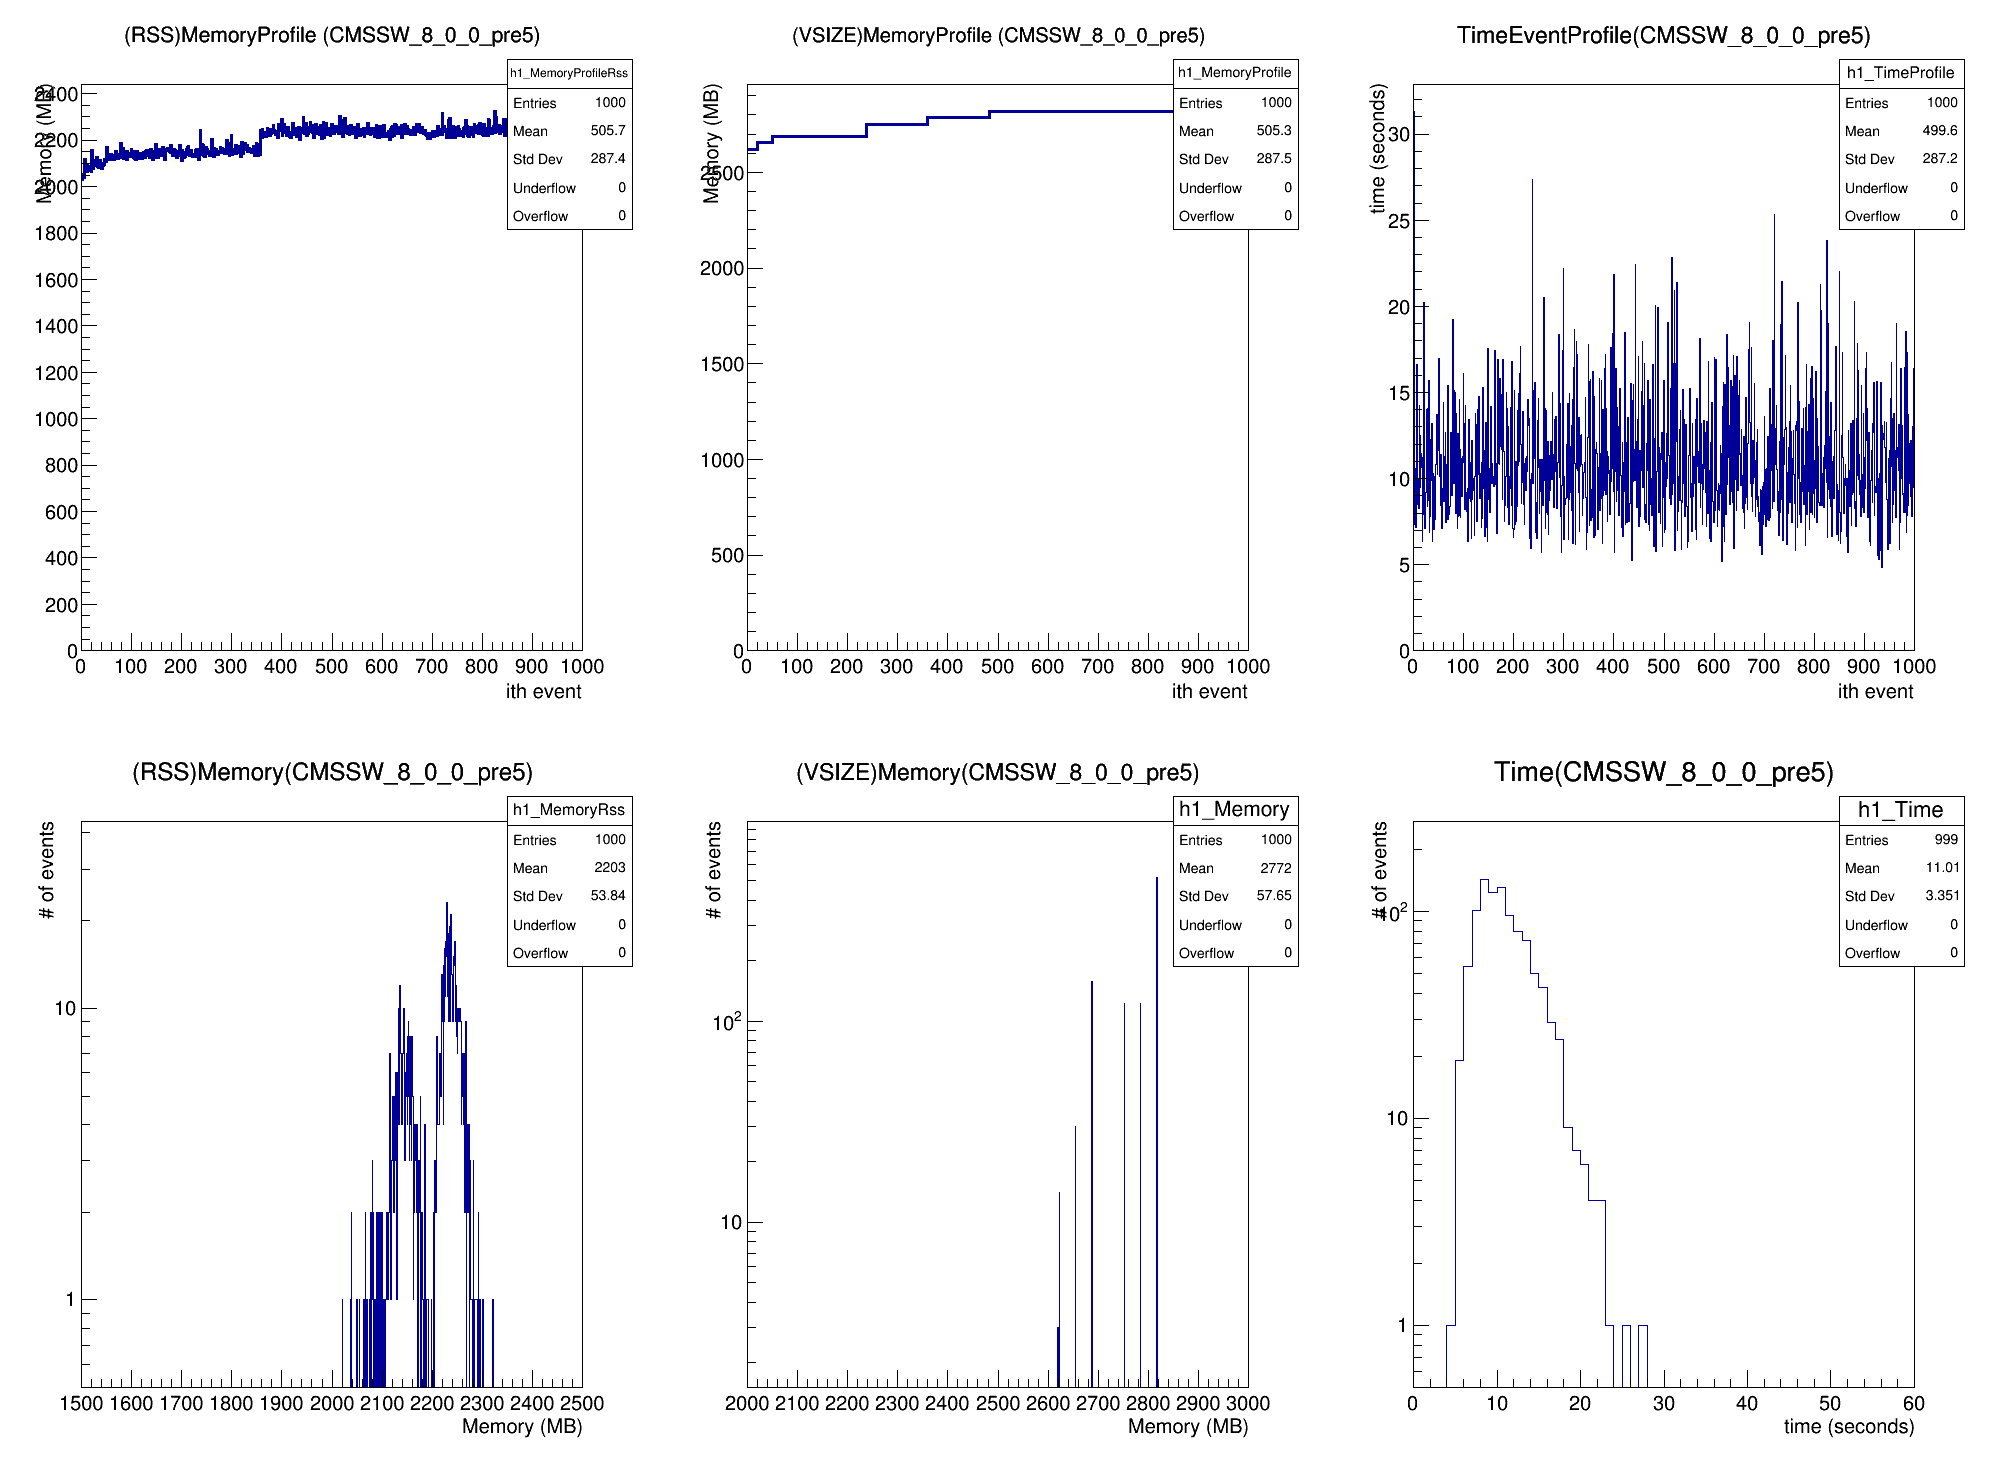 (RSS)MemoryProfile (CMSSW_8_0_0_pre5)
h1_MemoryProfileRss
Entries 1000
Mean 505.7
Std Dev 287.4
Underflow 0
Overflow 0
Memory (MB)
2400
2200
2000
1800
1600
1400
1200
1000
800
600
400
200
0
0 100 200 300 400 500 600 700 800 900 1000
ith event
(VSIZE)MemoryProfile (CMSSW_8_0_0_pre5)
h1_MemoryProfile
Entries 1000
Mean 505.3
Std Dev 287.5
Underflow 0
Overflow 0
Memory (MB)
2500
2000
1500
1000
500
0
0 100 200 300 400 500 600 700 800 900 1000
ith event
TimeEventProfile(CMSSW_8_0_0_pre5)
h1_TimeProfile
Entries 1000
Mean 499.6
Std Dev 287.2
Underflow 0
Overflow 0
time (seconds)
30
25
20
15
10
5
0
0 100 200 300 400 500 600 700 800 900 1000
ith event
(RSS)Memory(CMSSW_8_0_0_pre5)
h1_MemoryRss
Entries 1000
Mean 2203
Std Dev 53.84
Underflow 0
Overflow 0
# of events
10
1
1500 1600 1700 1800 1900 2000 2100 2200 2300 2400 2500
Memory (MB)
(VSIZE)Memory(CMSSW_8_0_0_pre5)
h1_Memory
Entries 1000
Mean 2772
Std Dev 57.65
Underflow 0
Overflow 0
# of events
10²
10
2000 2100 2200 2300 2400 2500 2600 2700 2800 2900 3000
Memory (MB)
Time(CMSSW_8_0_0_pre5)
h1_Time
Entries 999
Mean 11.01
Std Dev 3.351
Underflow 0
Overflow 0
# of events
10²
10
1
0 10 20 30 40 50 60
time (seconds)